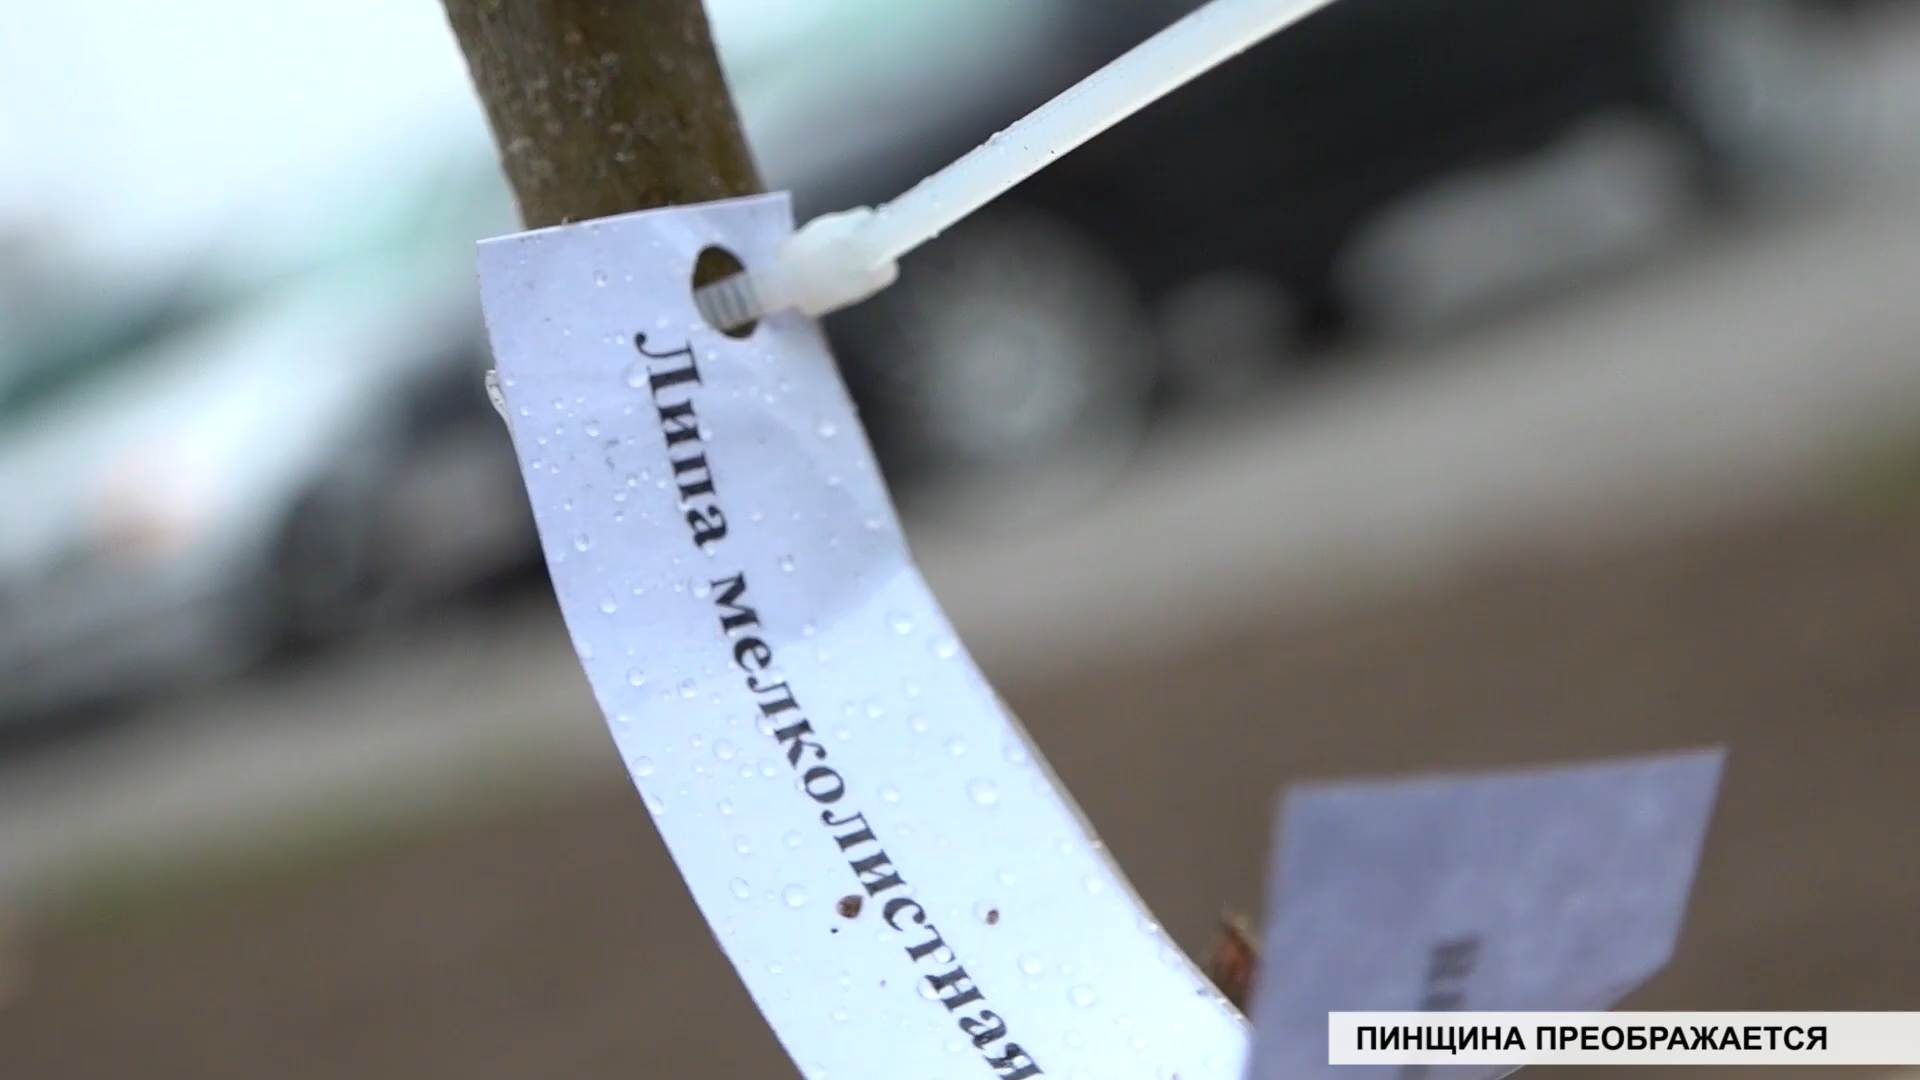 Липа мелколистная
ПИНЩИНА ПРЕОБРАЖАЕТСЯ